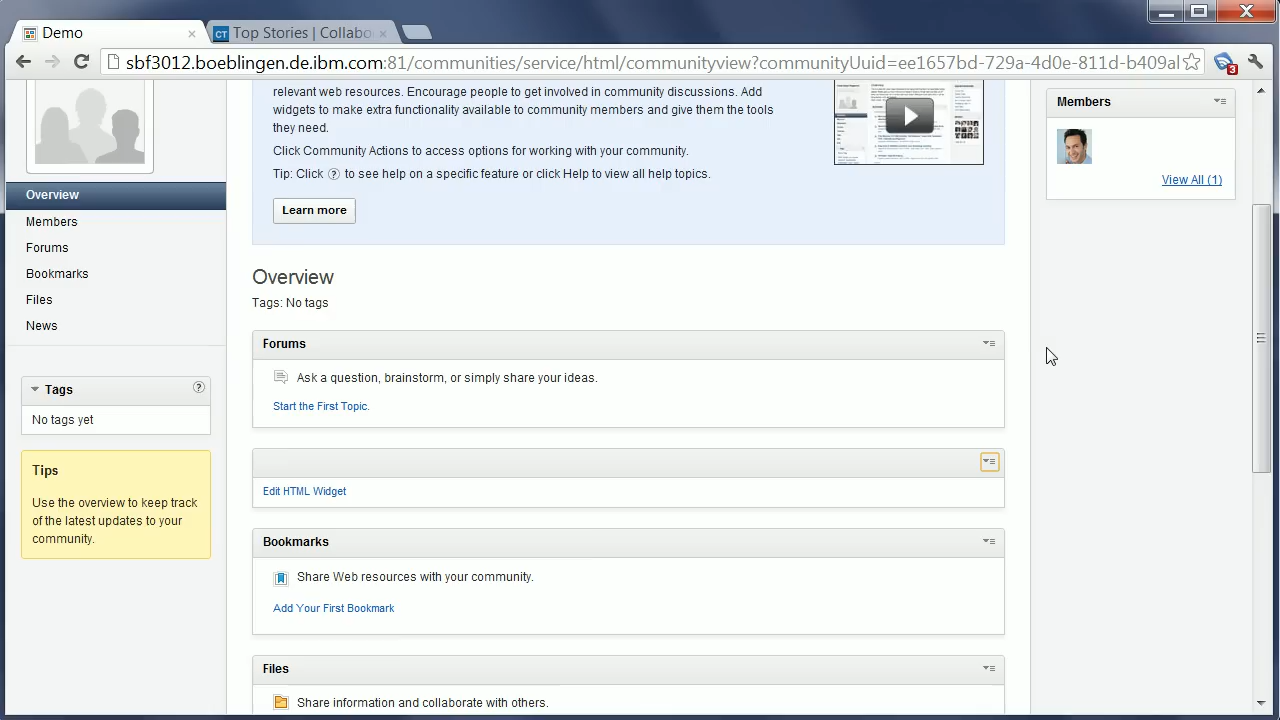 Demo
CT Top Stories | Collabo
sbf3012.boeblingen.de.ibm.com:81/communities/service/html/communityview?communityUuid=ee1657bd-729a-4d0e-811d-b409al
3
relevant web resources. Encourage people to get involved in community discussions. Add
widgets to provide extra functionality and give community members the tools
they need.
Click Community Actions to access options for working with your community.
Tip: Click ? to see help for a specific feature or click Help to view all help topics.
Learn more
Members
View All (1)
Overview
Members
Forums
Bookmarks
Files
News
Tags
?
No tags yet
Tips
Use the overview to keep track
of the latest updates to your
community.
Overview
Tags: No tags
Forums
Ask a question, brainstorm, or simply share your ideas.
Start the First Topic.
Edit HTML Widget
Bookmarks
Share Web resources with your community.
Add Your First Bookmark
Files
Share information and collaborate with others.